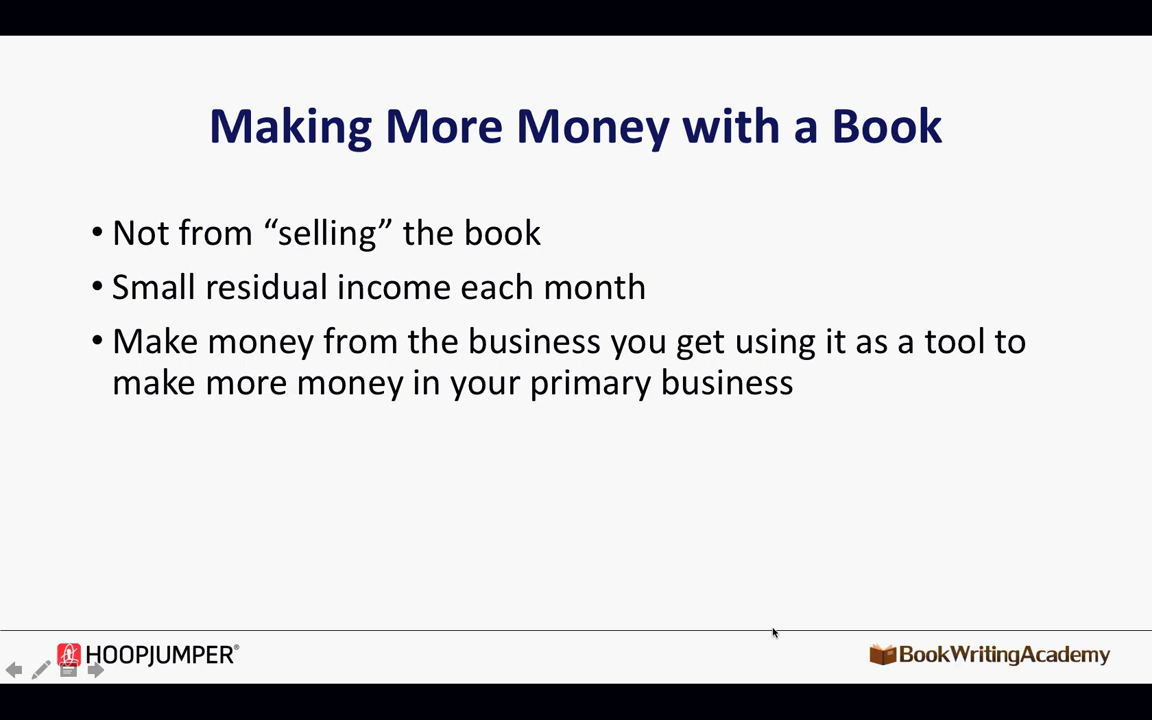 Making More Money with a Book
• Not from “selling” the book
• Small residual income each month
• Make money from the business you get using it as a tool to
make more money in your primary business
HOOPJUMPER®
BookWritingAcademy